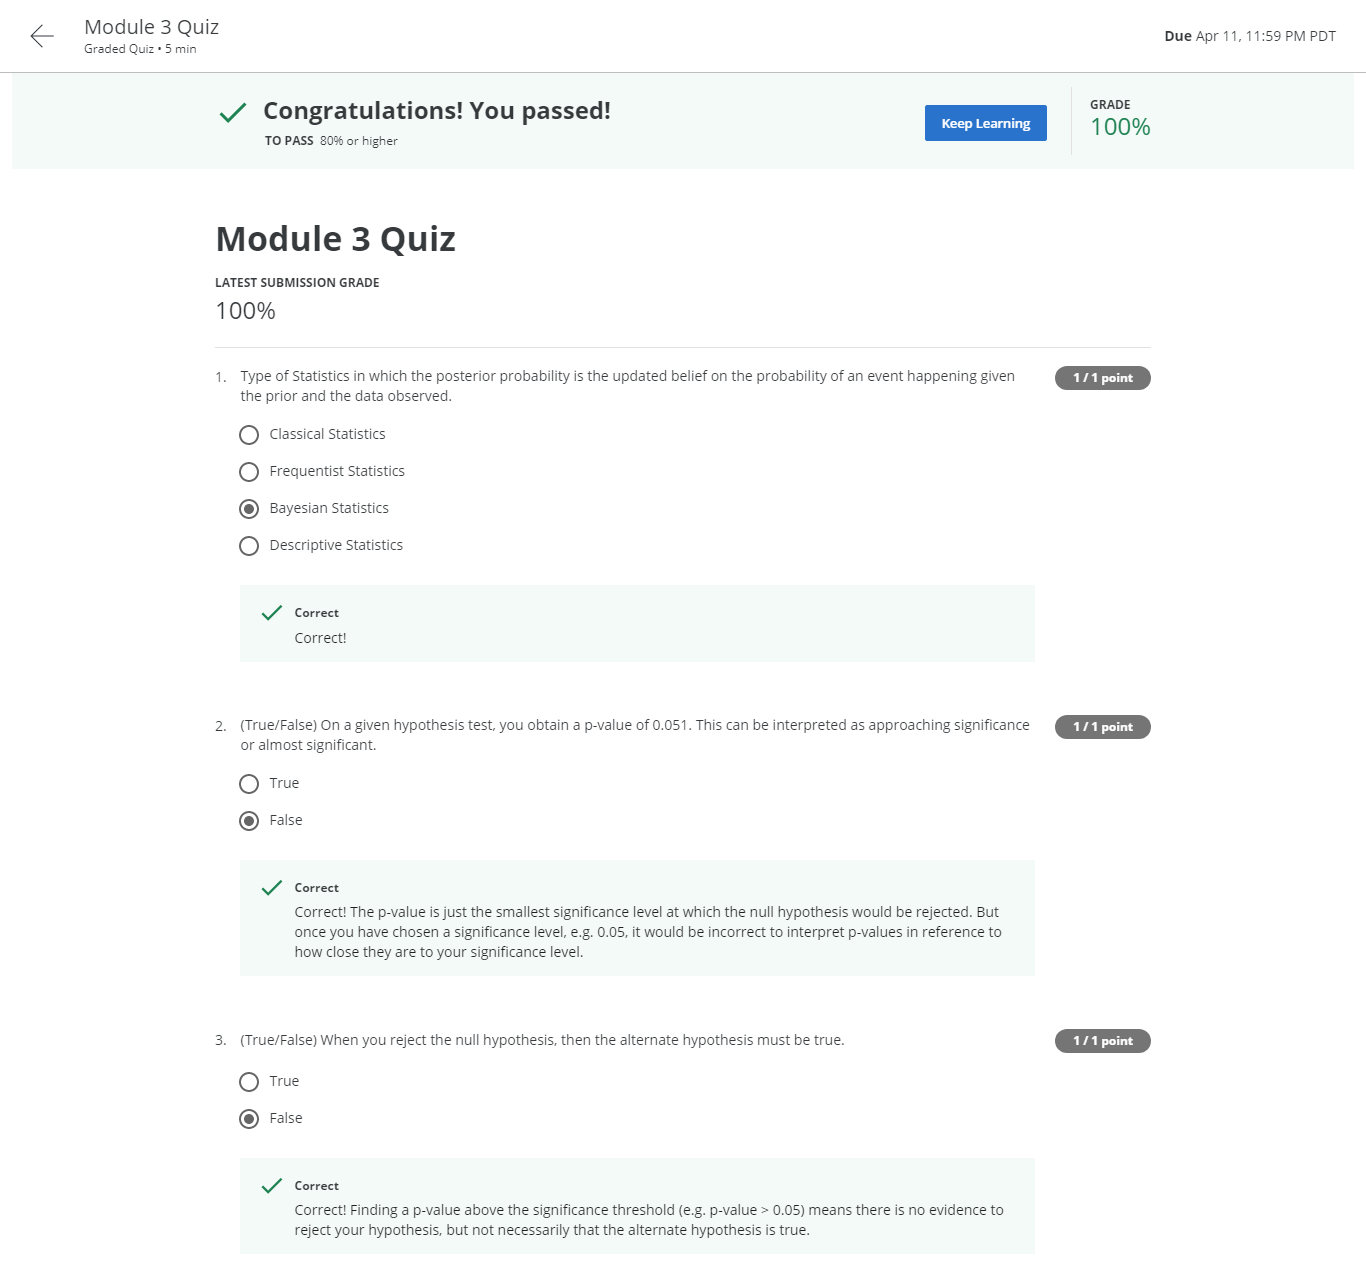 Module 3 Quiz
Graded Quiz • 5 min
Due Apr 11, 11:59 PM PDT
Congratulations! You passed!
TO PASS 80% or higher
Keep Learning
GRADE
100%
Module 3 Quiz
LATEST SUBMISSION GRADE
100%
1. Type of Statistics in which the posterior probability is the updated belief on the probability of an event happening given
the prior and the data observed.
1 / 1 point
Classical Statistics
Frequentist Statistics
Bayesian Statistics
Descriptive Statistics
Correct
Correct!
2. (True/False) On a given hypothesis test, you obtain a p-value of 0.051. This can be interpreted as approaching significance
or almost significant.
1 / 1 point
True
False
Correct
Correct! The p-value is just the smallest significance level at which the null hypothesis would be rejected. But
once you have chosen a significance level, e.g. 0.05, it would be incorrect to interpret p-values in reference to
how close they are to your significance level.
3. (True/False) When you reject the null hypothesis, then the alternate hypothesis must be true.
1 / 1 point
True
False
Correct
Correct! Finding a p-value above the significance threshold (e.g. p-value > 0.05) means there is no evidence to
reject your hypothesis, but not necessarily that the alternate hypothesis is true.